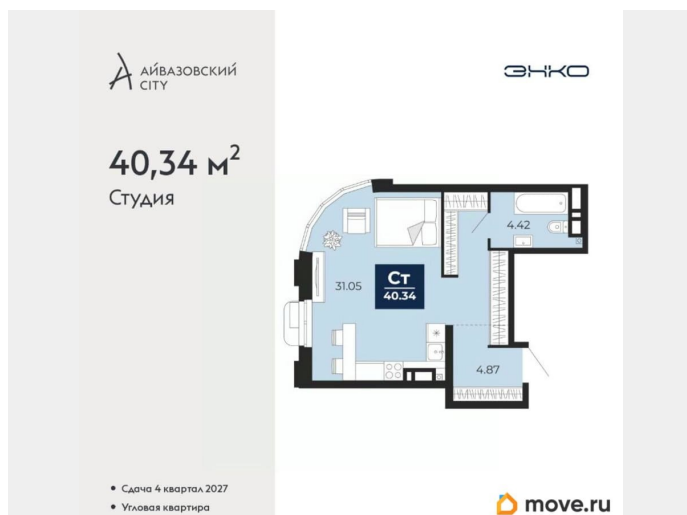 АЙВАЗОВСКИЙ
CITY
ЭНКО
40,34 м²
Студия
4.42
31.05
Ст
40.34
4.87
• Сдача 4 квартал 2027
• Угловая квартира
move.ru